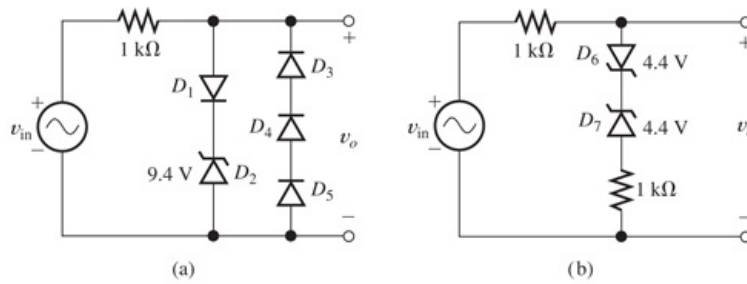 1 kΩ
D1
D3
D4
D5
9.4 V D2
+
vin
−
+
vo
−
(a)
1 kΩ
D6 4.4 V
D7 4.4 V
1 kΩ
+
vin
−
+
v
−
(b)